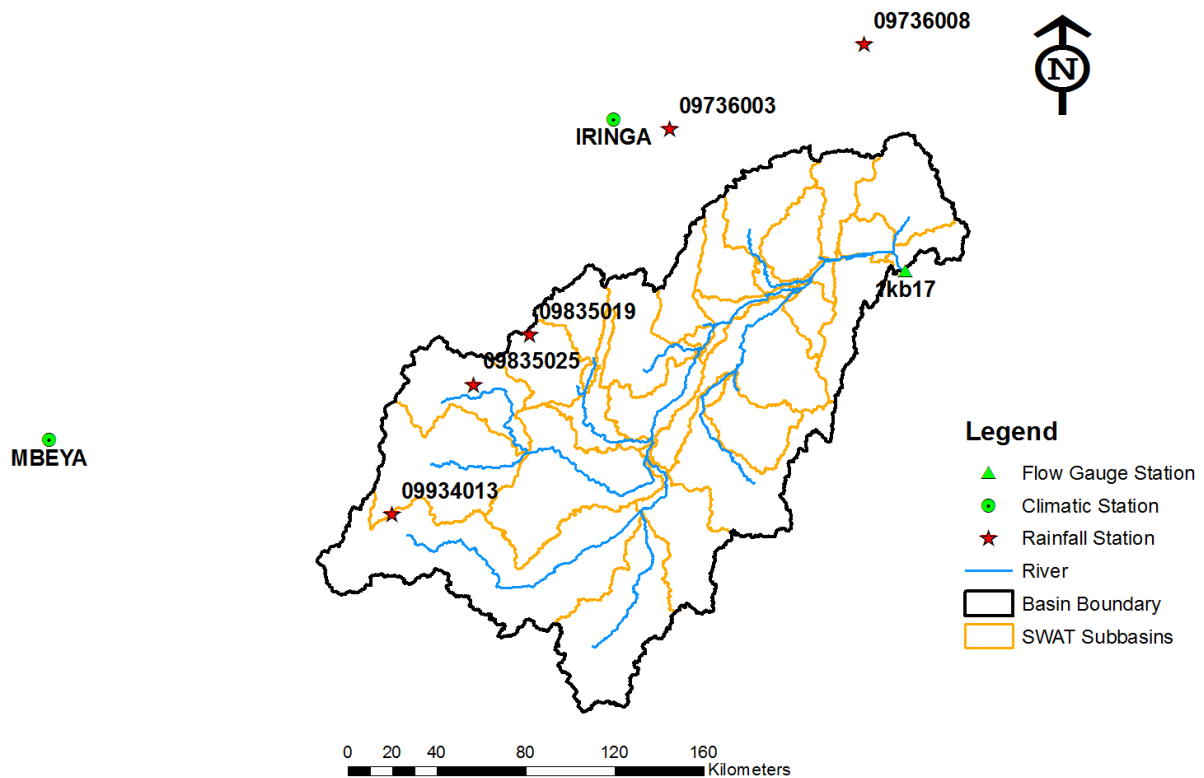 09736008
N
09736003
IRINGA
1kb17
09835019
09835025
MBEYA
09934013
Legend
Flow Gauge Station
Climatic Station
Rainfall Station
River
Basin Boundary
SWAT Subbasins
0 20 40 80 120 160
Kilometers